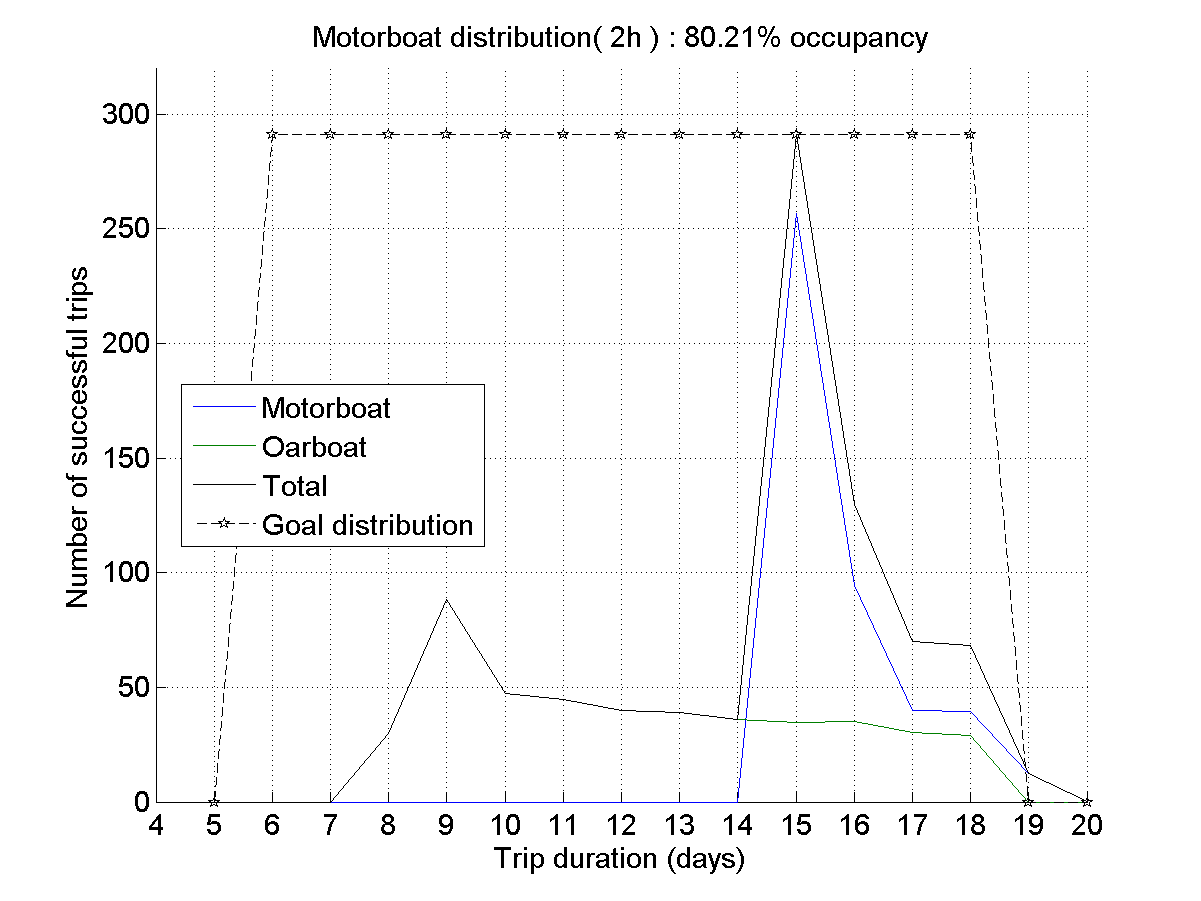 Motorboat distribution( 2h ) : 80.21% occupancy
300
250
200
150
100
50
0
Number of successful trips
Motorboat
Oarboat
Total
Goal distribution
4 5 6 7 8 9 10 11 12 13 14 15 16 17 18 19 20
Trip duration (days)